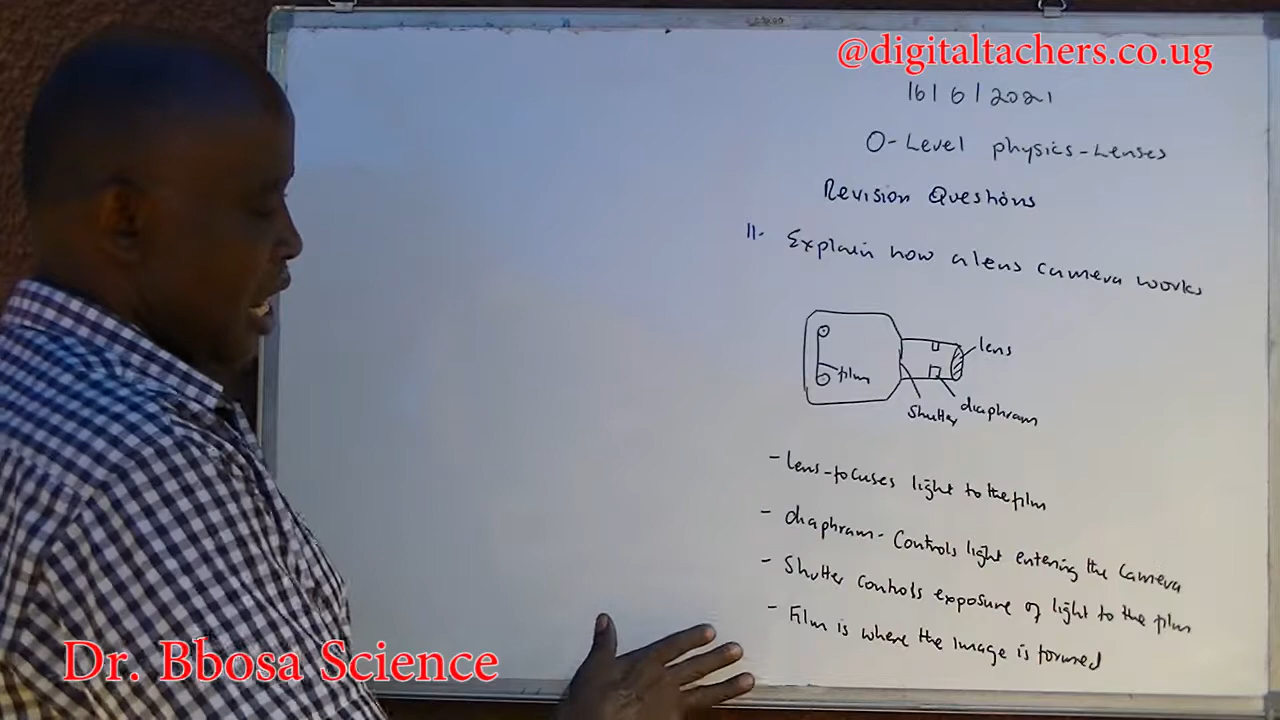 @digitaltachers.co.ug
16/6/2021
O-Level physics-Lenses
Revision Questions
11. Explain how a lens camera works
lens
film
Shutter
diaphram
- Lens-focuses light to the film
- diaphram- Controls light entering the Camera
- Shutter controls exposure of light to the film
- Film is where the image is formed
Dr. Bbosa Science